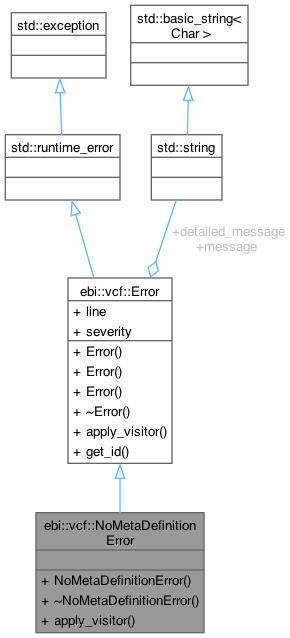 std::exception
std::basic_string<
Char >
std::runtime_error
std::string
+detailed_message
+message
ebi::vcf::Error
+ line
+ severity
+ Error()
+ Error()
+ Error()
+ ~Error()
+ apply_visitor()
+ get_id()
ebi::vcf::NoMetaDefinition
Error
+ NoMetaDefinitionError()
+ ~NoMetaDefinitionError()
+ apply_visitor()